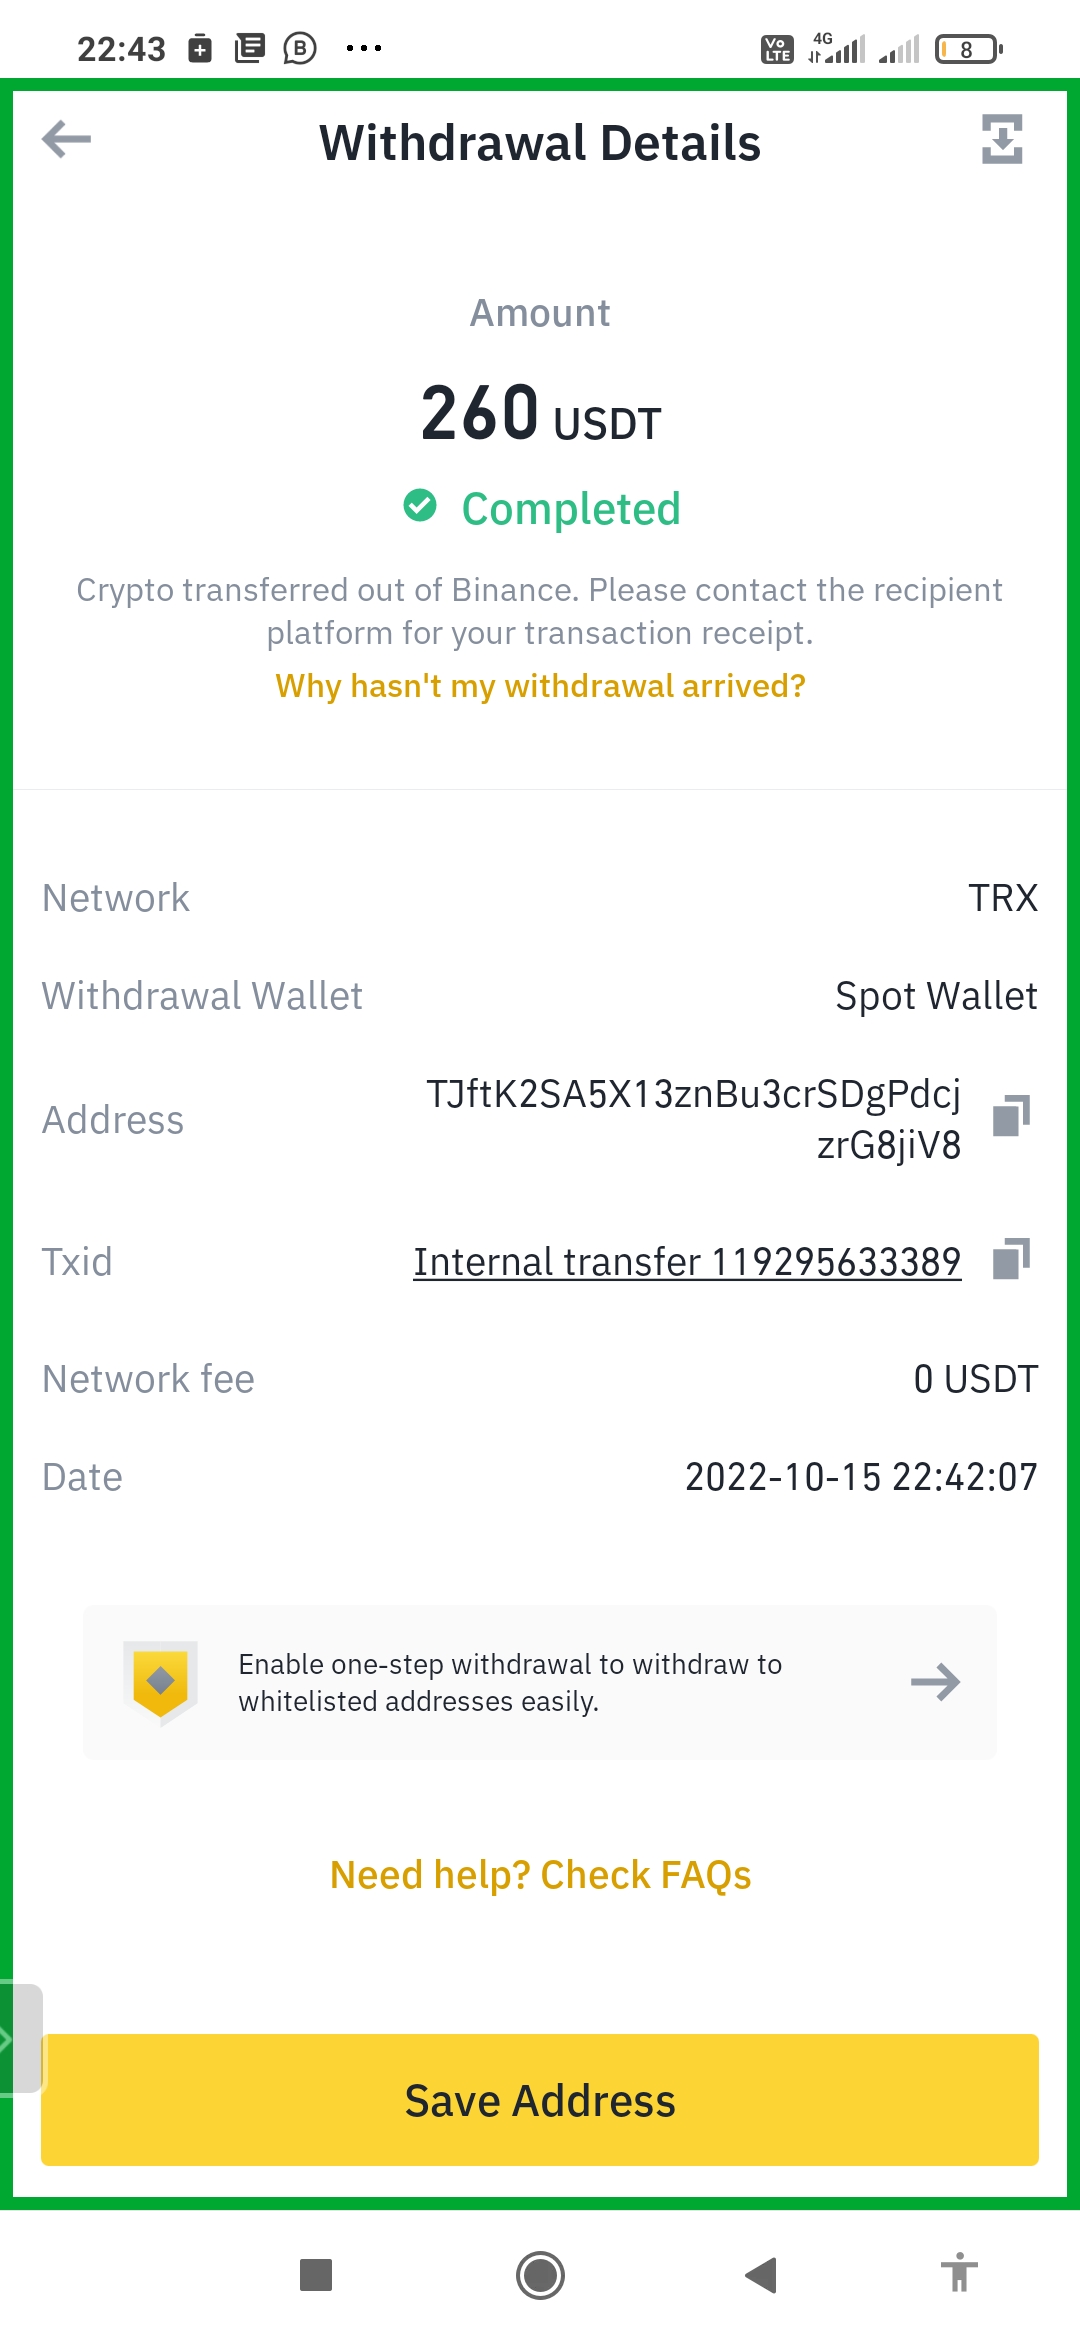 22:43
B
Vo
LTE
4G
8
Withdrawal Details
Amount
260 USDT
Completed
Crypto transferred out of Binance. Please contact the recipient
platform for your transaction receipt.
Why hasn't my withdrawal arrived?
Network TRX
Withdrawal Wallet Spot Wallet
Address TJftK2SA5X13znBu3crSDgPdcj
zrG8jiV8
Txid Internal transfer 119295633389
Network fee 0 USDT
Date 2022-10-15 22:42:07
Enable one-step withdrawal to withdraw to
whitelisted addresses easily.
Need help? Check FAQs
Save Address